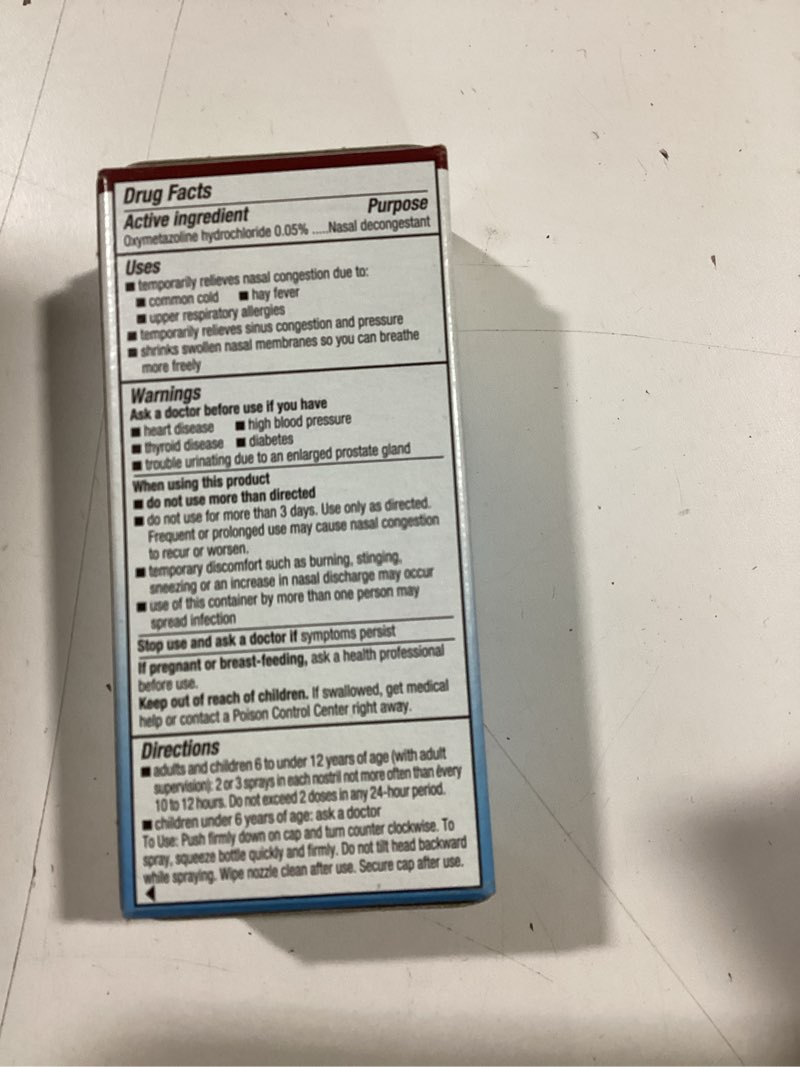 Drug Facts
Active ingredient Purpose
Oxymetazoline hydrochloride 0.05% .....Nasal decongestant
Uses
■ temporarily relieves nasal congestion due to:
■ common cold ■ hay fever
■ upper respiratory allergies
■ temporarily relieves sinus congestion and pressure
■ shrinks swollen nasal membranes so you can breathe
more freely
Warnings
Ask a doctor before use if you have
■ heart disease ■ high blood pressure
■ thyroid disease ■ diabetes
■ trouble urinating due to an enlarged prostate gland
When using this product
■ do not use more than directed
■ do not use for more than 3 days. Use only as directed.
Frequent or prolonged use may cause nasal congestion
to recur or worsen.
■ temporary discomfort such as burning, stinging,
sneezing or an increase in nasal discharge may occur
■ use of this container by more than one person may
spread infection
Stop use and ask a doctor if symptoms persist
If pregnant or breast-feeding, ask a health professional
before use.
Keep out of reach of children. If swallowed, get medical
help or contact a Poison Control Center right away.
Directions
■ adults and children 6 to under 12 years of age (with adult
supervision): 2 or 3 sprays in each nostril not more often than every
10 to 12 hours. Do not exceed 2 doses in any 24-hour period.
■ children under 6 years of age: ask a doctor
To Use: Push firmly down on cap and turn counter clockwise. To
spray, squeeze bottle quickly and firmly. Do not tilt head backward
while spraying. Wipe nozzle clean after use. Secure cap after use.